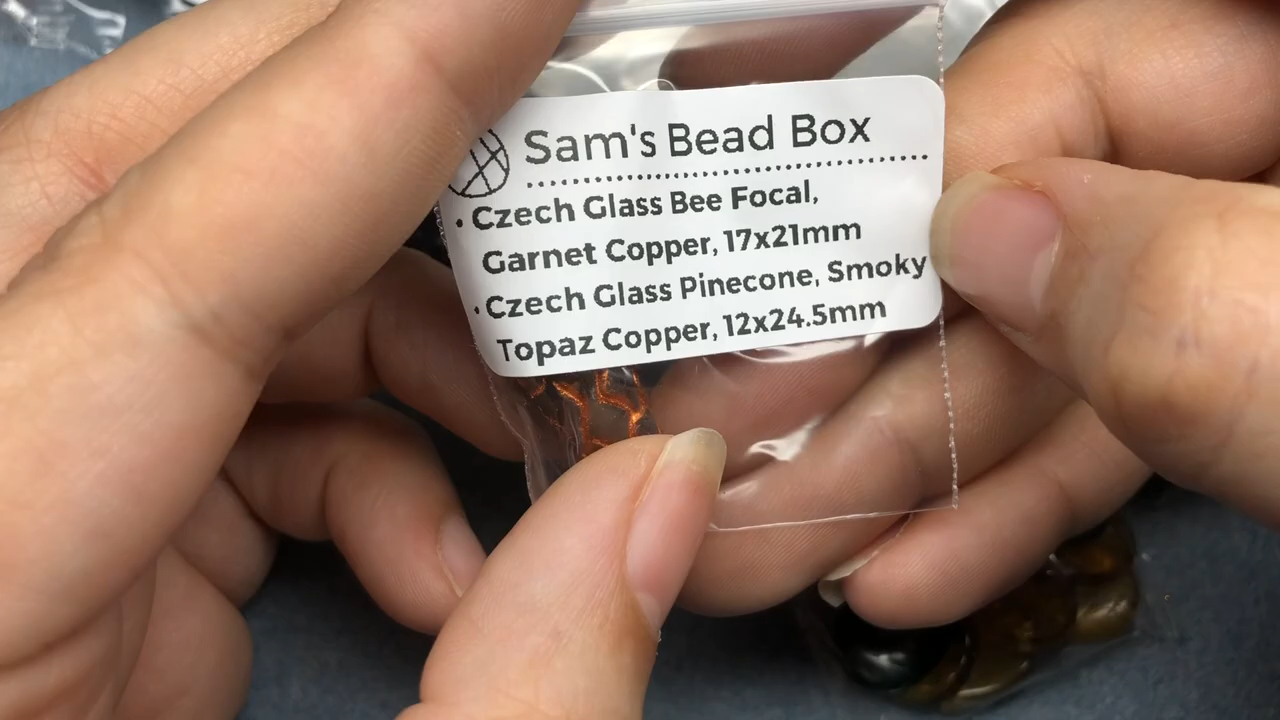 Sam's Bead Box
• Czech Glass Bee Focal,
Garnet Copper, 17x21mm
• Czech Glass Pinecone, Smoky
Topaz Copper, 12x24.5mm